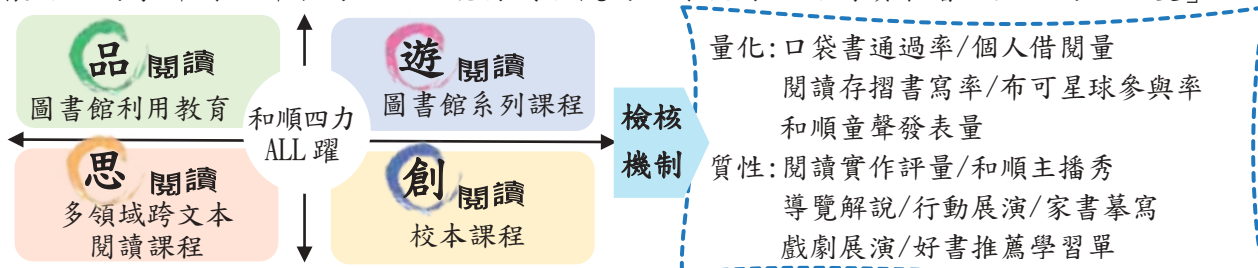 品 閱讀
圖書館利用教育
遊 閱讀
圖書館系列課程
和順四力
ALL 躍
思 閱讀
多領域跨文本
閱讀課程
創 閱讀
校本課程
檢核
機制
量化:口袋書通過率/個人借閱量
閱讀存摺書寫率/布可星球參與率
和順童聲發表量
質性:閱讀實作評量/和順主播秀
導覽解說/行動展演/家書摹寫
戲劇展演/好書推薦學習單